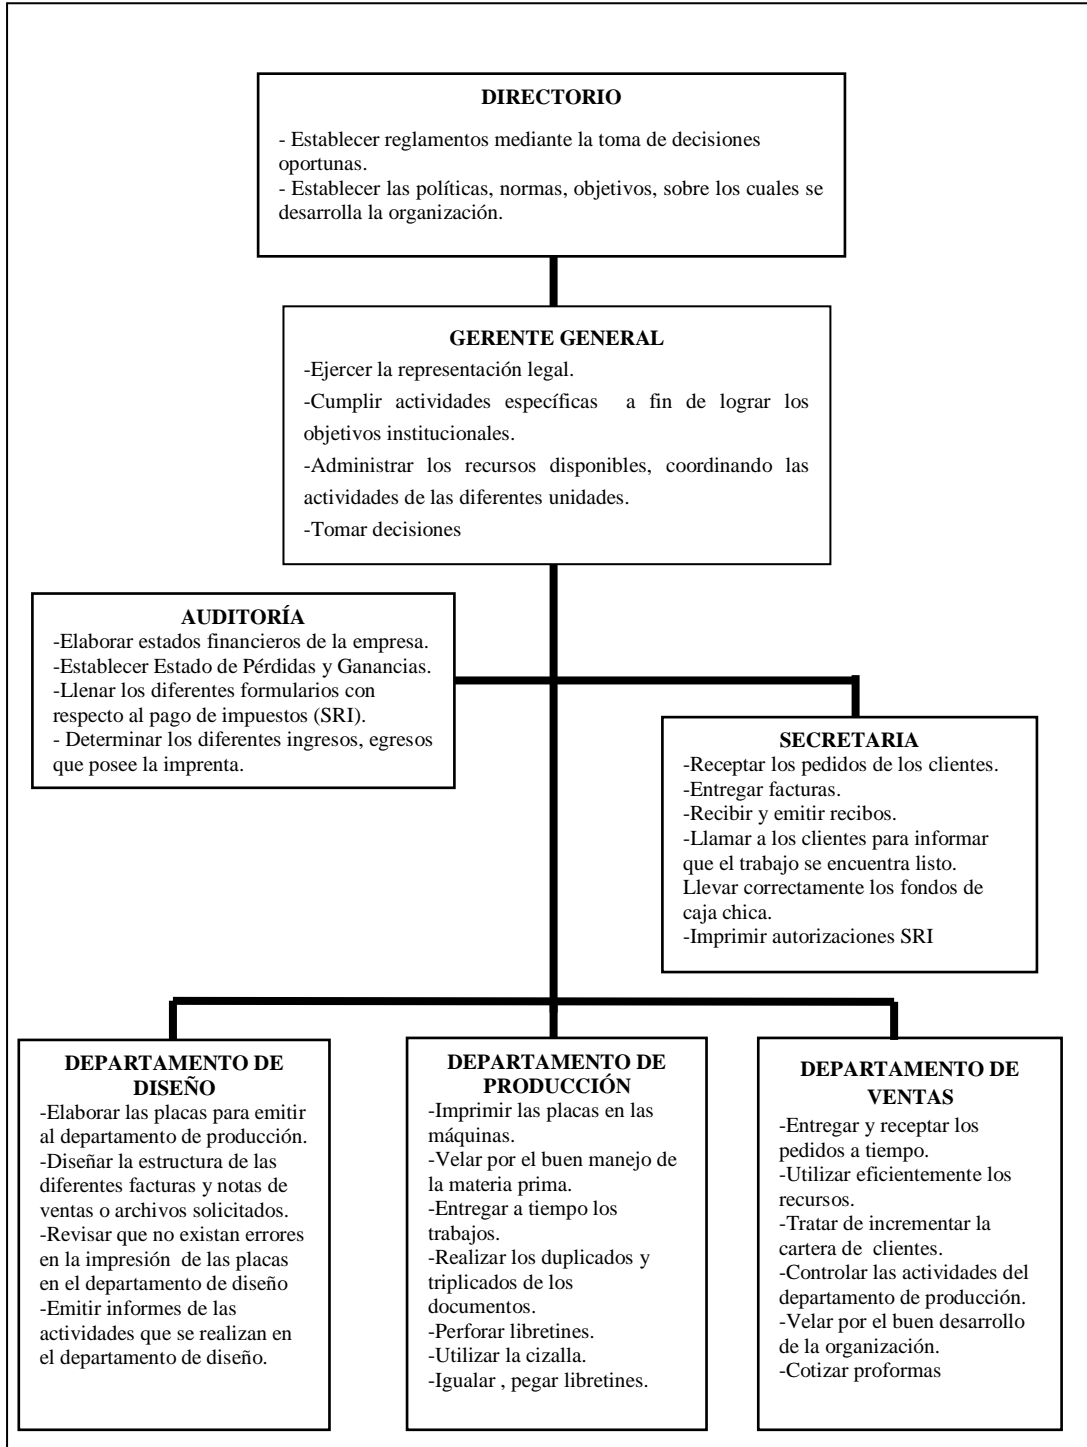 DIRECTORIO
- Establecer reglamentos mediante la toma de decisiones
oportunas.
- Establecer las políticas, normas, objetivos, sobre los cuales se
desarrolla la organización.
GERENTE GENERAL
-Ejercer la representación legal.
-Cumplir actividades específicas a fin de lograr los
objetivos institucionales.
-Administrar los recursos disponibles, coordinando las
actividades de las diferentes unidades.
-Tomar decisiones
AUDITORÍA
-Elaborar estados financieros de la empresa.
-Establecer Estado de Pérdidas y Ganancias.
-Llenar los diferentes formularios con
respecto al pago de impuestos (SRI).
- Determinar los diferentes ingresos, egresos
que posee la imprenta.
SECRETARIA
-Receptar los pedidos de los clientes.
-Entregar facturas.
-Recibir y emitir recibos.
-Llamar a los clientes para informar
que el trabajo se encuentra listo.
Llevar correctamente los fondos de
caja chica.
-Imprimir autorizaciones SRI
DEPARTAMENTO DE
DISEÑO
-Elaborar las placas para emitir
al departamento de producción.
-Diseñar la estructura de las
diferentes facturas y notas de
ventas o archivos solicitados.
-Revisar que no existan errores
en la impresión de las placas
en el departamento de diseño
-Emitir informes de las
actividades que se realizan en
el departamento de diseño.
DEPARTAMENTO DE
PRODUCCIÓN
-Imprimir las placas en las
máquinas.
-Velar por el buen manejo de
la materia prima.
-Entregar a tiempo los
trabajos.
-Realizar los duplicados y
triplicados de los
documentos.
-Perforar libretines.
-Utilizar la cizalla.
-Igualar , pegar libretines.
DEPARTAMENTO DE
VENTAS
-Entregar y receptar los
pedidos a tiempo.
-Utilizar eficientemente los
recursos.
-Tratar de incrementar la
cartera de clientes.
-Controlar las actividades del
departamento de producción.
-Velar por el buen desarrollo
de la organización.
-Cotizar proformas